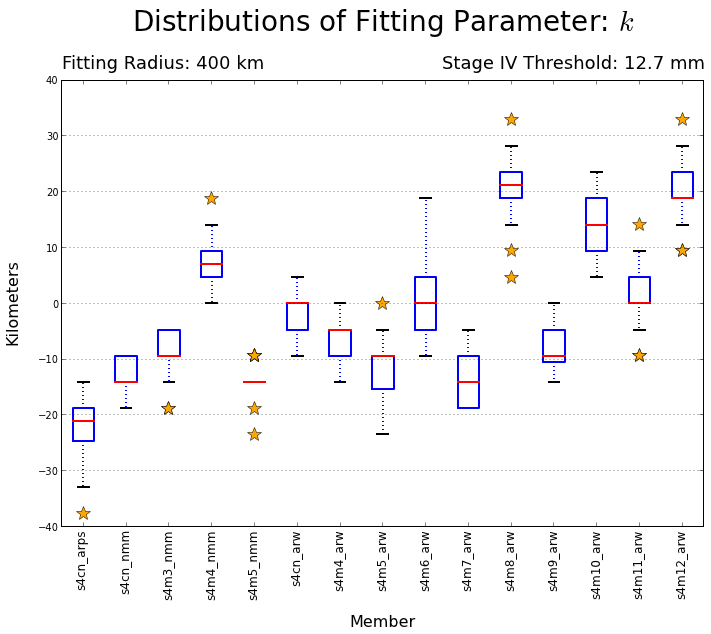 Distributions of Fitting Parameter: k
Fitting Radius: 400 km
Stage IV Threshold: 12.7 mm
Kilometers
40
30
20
10
0
−10
−20
−30
−40
s4cn_arps
s4cn_nmm
s4m3_nmm
s4m4_nmm
s4m5_nmm
s4cn_arw
s4m4_arw
s4m5_arw
s4m6_arw
s4m7_arw
s4m8_arw
s4m9_arw
s4m10_arw
s4m11_arw
s4m12_arw
Member